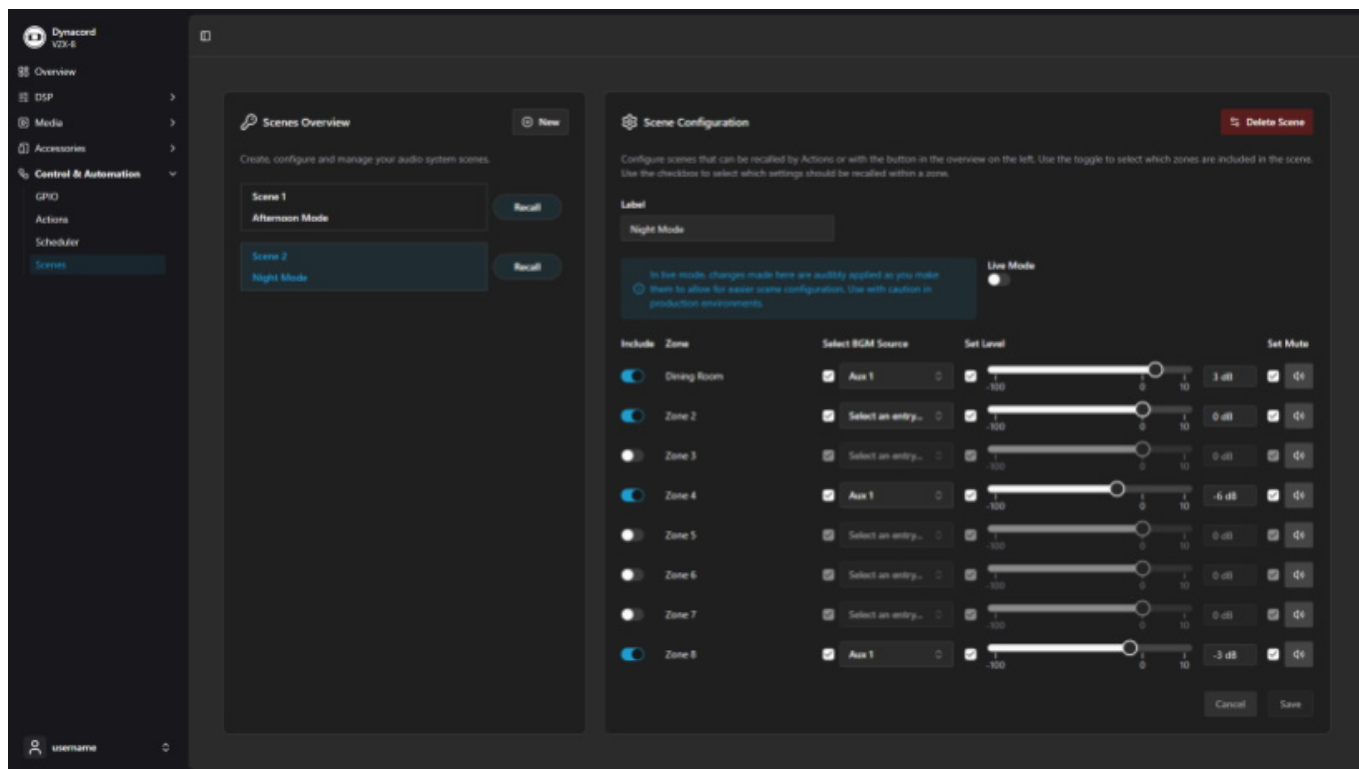 Dynacord
VZX-8
Overview
DSP
Media
Accessories
Control & Automation
GPIO
Actions
Scheduler
Scenes
username
Scenes Overview
New
Create, configure and manage your audio system scenes.
Scene 1
Afternoon Mode
Recall
Scene 2
Night Mode
Recall
Scene Configuration
Delete Scene
Configure scenes that can be recalled by Actions or with the button in the overview on the left. Use the toggle to select which zones are included in the scene.
Use the checkbox to select which settings should be recalled within a zone.
Label
Night Mode
In live mode, changes made here are audibly applied as you make
them to allow for easier scene configuration. Use with caution in
production environments.
Live Mode
Include Zone Select BGM Source Set Level Set Mute
Dining Room Aux 1 3 dB
-100 0 10
Zone 2 Select an entry... 0 dB
-100 0 10
Zone 3 Select an entry... 0 dB
-100 0 10
Zone 4 Aux 1 -6 dB
-100 0 10
Zone 5 Select an entry... 0 dB
-100 0 10
Zone 6 Select an entry... 0 dB
-100 0 10
Zone 7 Select an entry... 0 dB
-100 0 10
Zone 8 Aux 1 -3 dB
-100 0 10
Cancel Save